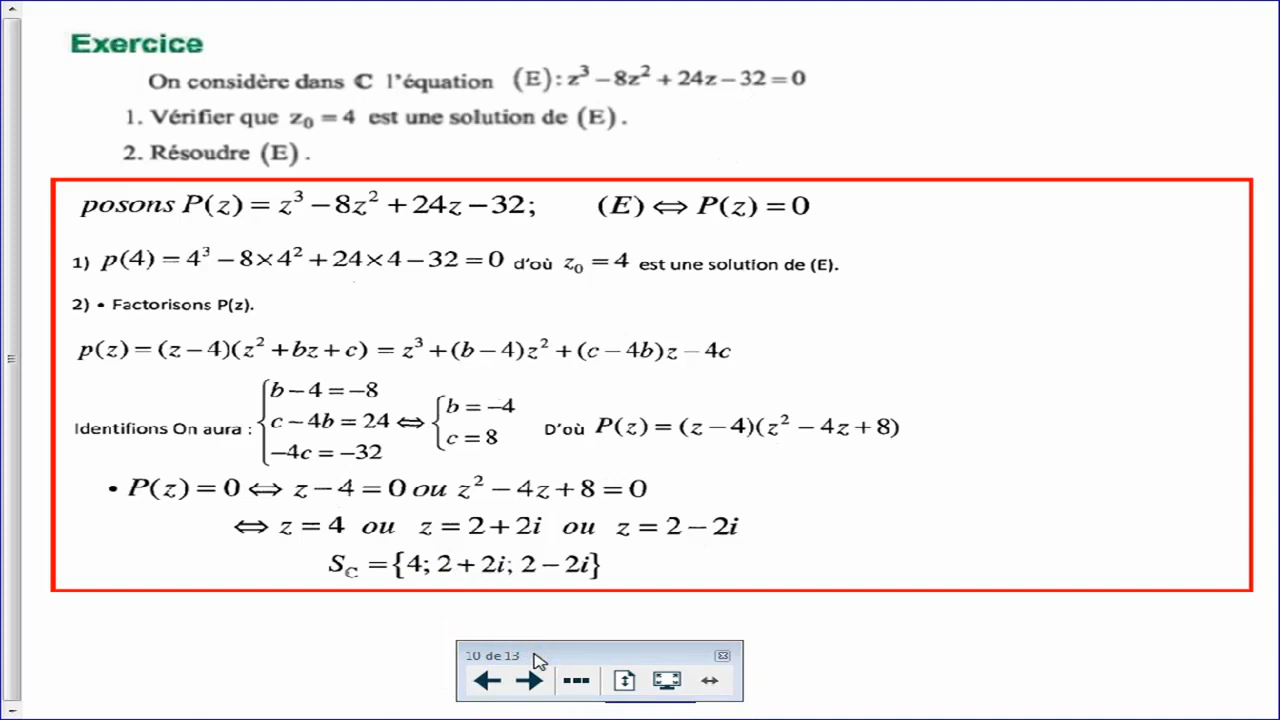 Exercice
On considère dans ℂ l'équation (E) : z³ − 8z² + 24z − 32 = 0
1. Vérifier que z₀ = 4 est une solution de (E).
2. Résoudre (E).
posons P(z) = z³ − 8z² + 24z − 32; (E) ⇔ P(z) = 0
1) p(4) = 4³ − 8×4² + 24×4 − 32 = 0 d'où z₀ = 4 est une solution de (E).
2) • Factorisons P(z).
p(z) = (z − 4)(z² + bz + c) = z³ + (b − 4)z² + (c − 4b)z − 4c
Identifions On aura : { b − 4 = −8 ; c − 4b = 24 ; −4c = −32 ⇔ { b = −4 ; c = 8 D'où P(z) = (z − 4)(z² − 4z + 8)
• P(z) = 0 ⇔ z − 4 = 0 ou z² − 4z + 8 = 0
⇔ z = 4 ou z = 2 + 2i ou z = 2 − 2i
S_C = {4; 2 + 2i; 2 − 2i}
10 de 13